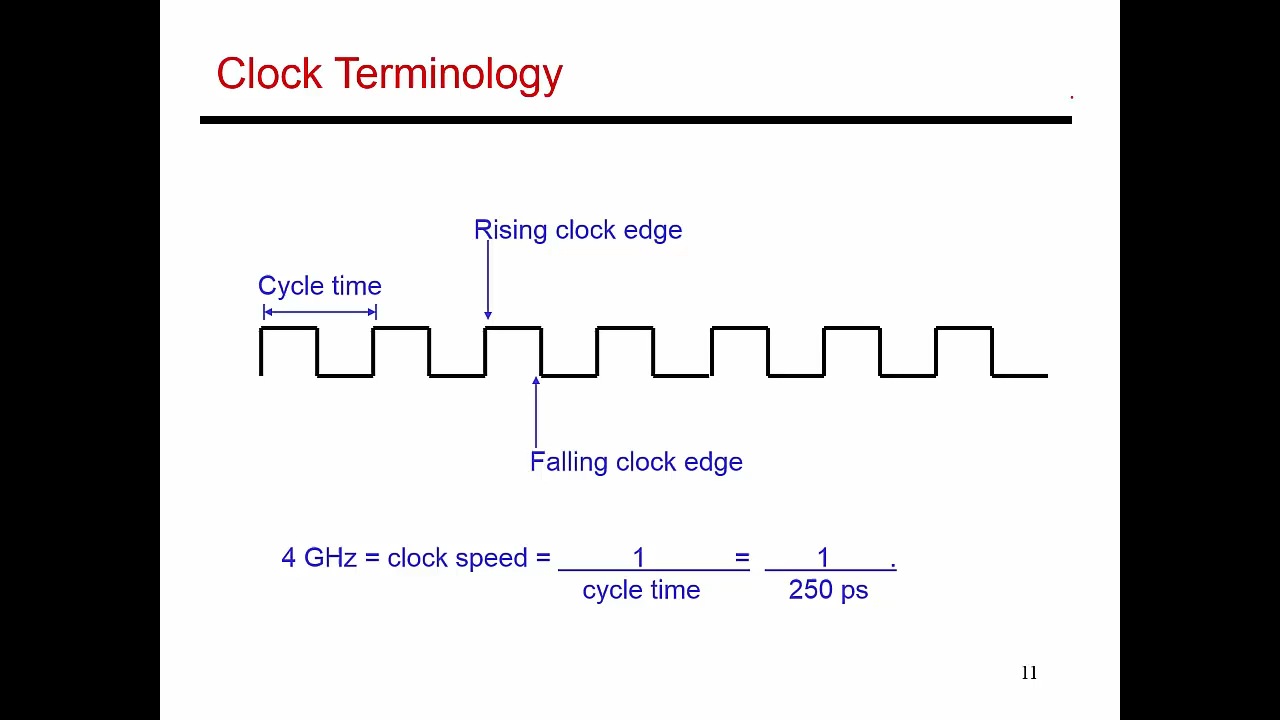 Clock Terminology
Rising clock edge
Cycle time
Falling clock edge
4 GHz = clock speed = 1 = 1 .
cycle time 250 ps
11